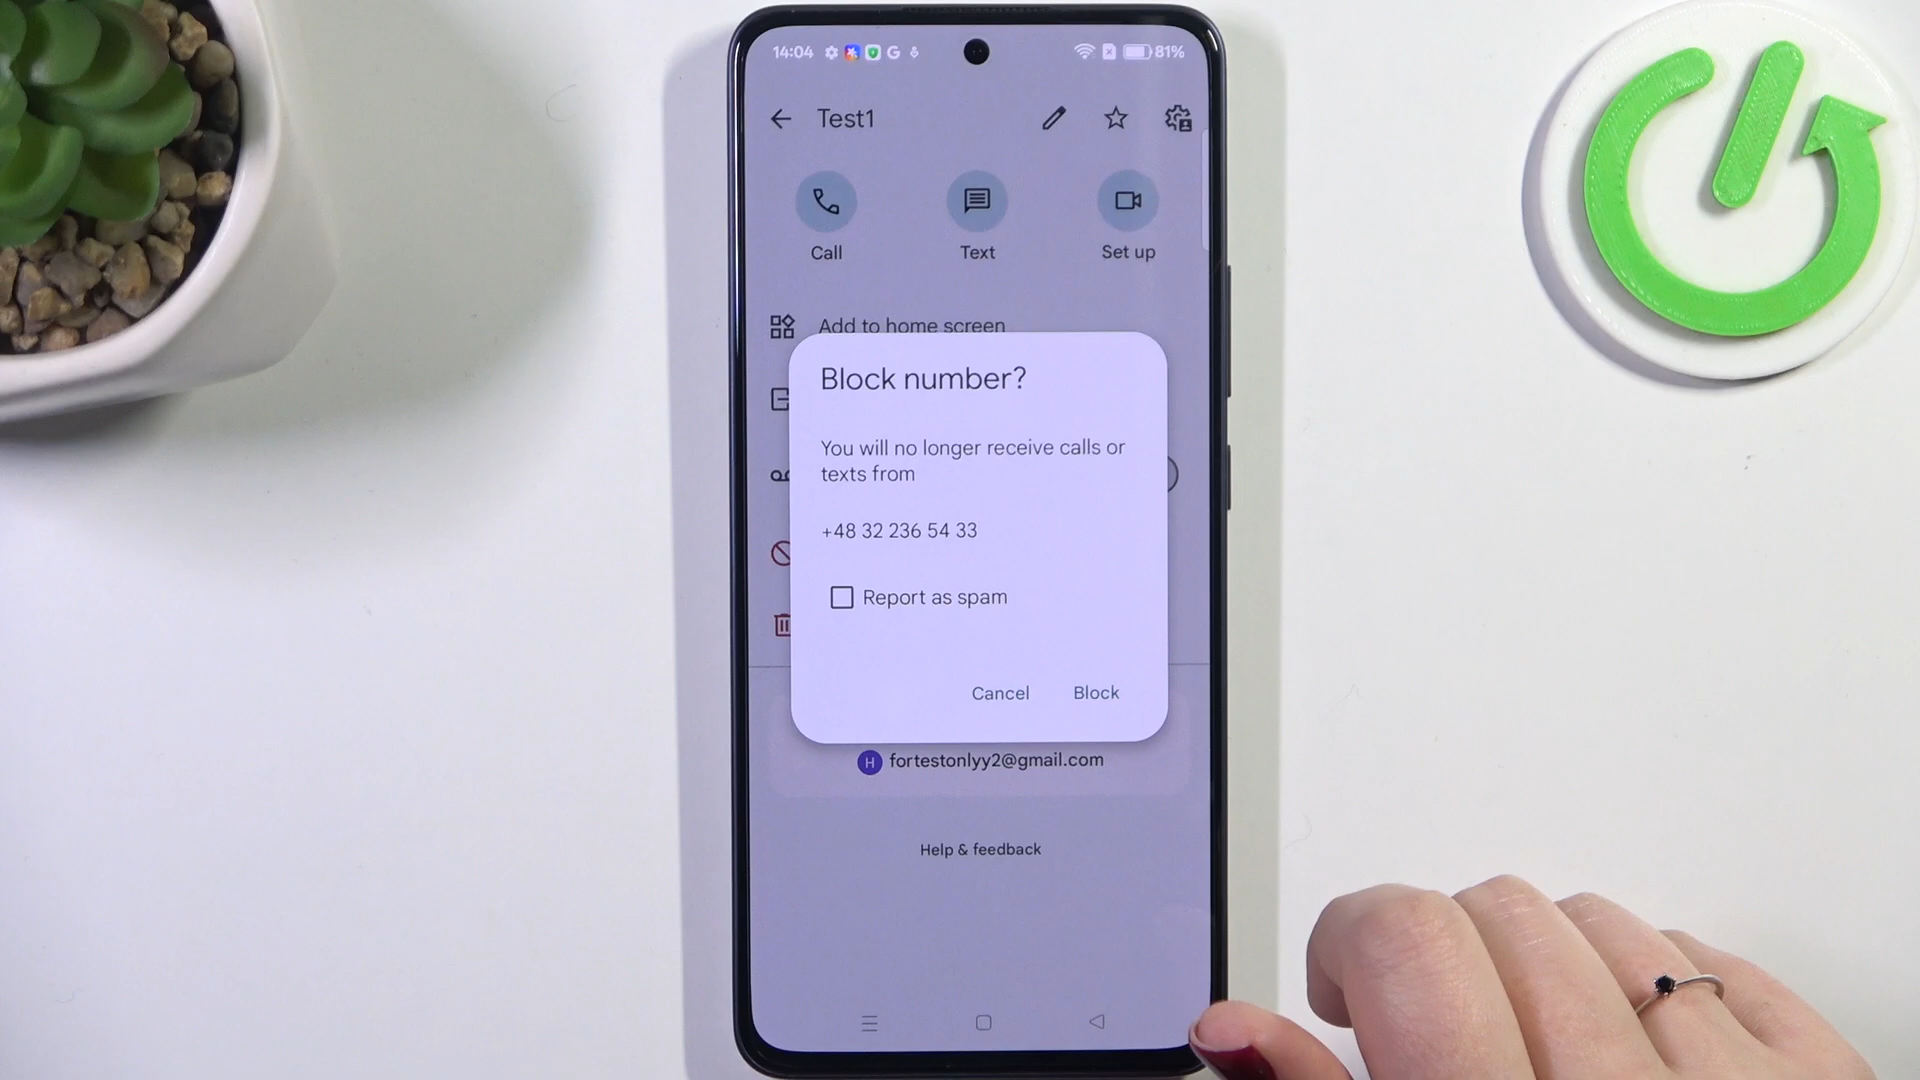 14:04 81%
Test1
Call Text Set up
Add to home screen
Block number?
You will no longer receive calls or
texts from
+48 32 236 54 33
Report as spam
Cancel Block
H fortestonlyy2@gmail.com
Help & feedback